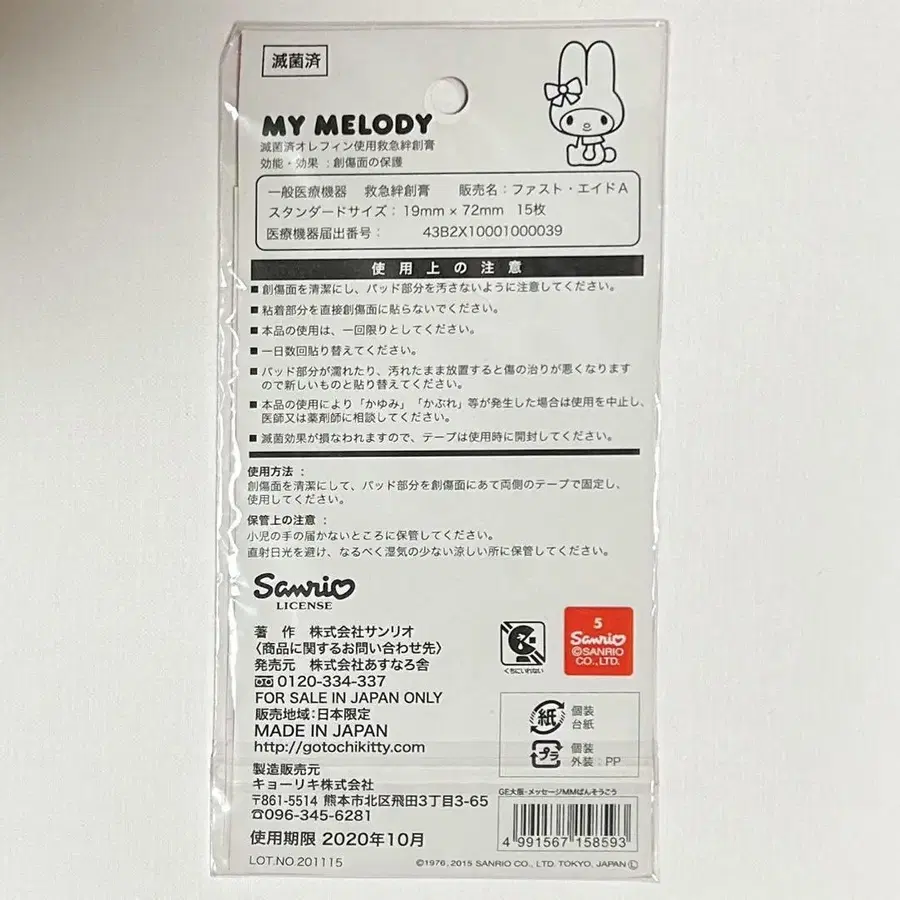 滅菌済
MY MELODY
滅菌済オレフィン使用救急絆創膏
効能・効果：創傷面の保護
一般医療機器　救急絆創膏　販売名：ファスト・エイドA
スタンダードサイズ：19mm×72mm　15枚
医療機器届出番号：　43B2X10001000039
使用上の注意
■創傷面を清潔にし、パッド部分を汚さないように注意してください。
■粘着部分を直接創傷面に貼らないでください。
■本品の使用は、一回限りとしてください。
■一日数回貼り替えてください。
■パッド部分が濡れたり、汚れたまま放置すると傷の治りが悪くなります
ので新しいものと貼り替えてください。
■本品の使用により「かゆみ」「かぶれ」等が発生した場合は使用を中止し、
医師又は薬剤師に相談してください。
■滅菌効果が損なわれますので、テープは使用時に開封してください。
使用方法：
創傷面を清潔にして、パッド部分を創傷面にあて両側のテープで固定し、
使用してください。
保管上の注意：
小児の手の届かないところに保管してください。
直射日光を避け、なるべく湿気の少ない涼しい所に保管してください。
Sanrio
LICENSE
著　作　株式会社サンリオ
〈商品に関するお問い合わせ先〉
発売元　株式会社あすなろ舎
0120-334-337
FOR SALE IN JAPAN ONLY
販売地域：日本限定
MADE IN JAPAN
http://gotochikitty.com
製造販売元
キョーリキ株式会社
〒861-5514 熊本市北区飛田3丁目3-65
☎096-345-6281
使用期限 2020年10月
LOT.NO.201115
くちにいれない
5
Sanrio
©SANRIO
CO.,LTD.
紙
個装
台紙
プラ
個装
外装：PP
GE大阪・メッセージMMばんそうこう
4 991567 158593
©1976, 2015 SANRIO CO., LTD. TOKYO, JAPAN Ⓛ